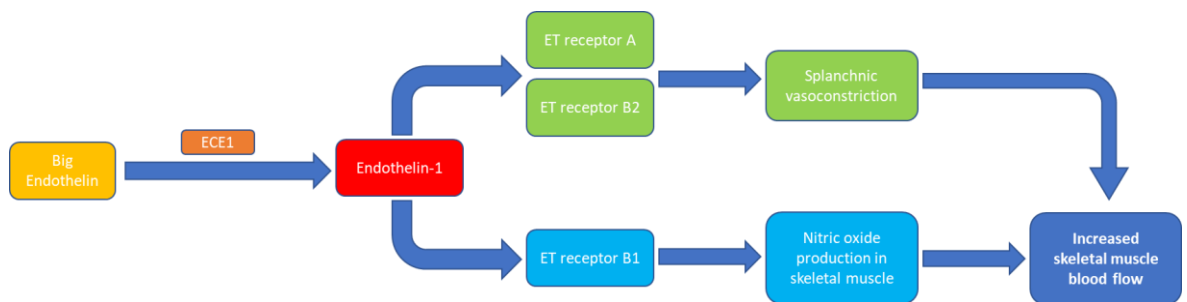 Big
Endothelin
ECE1
Endothelin-1
ET receptor A
ET receptor B2
Splanchnic
vasoconstriction
ET receptor B1
Nitric oxide
production in
skeletal muscle
Increased
skeletal muscle
blood flow